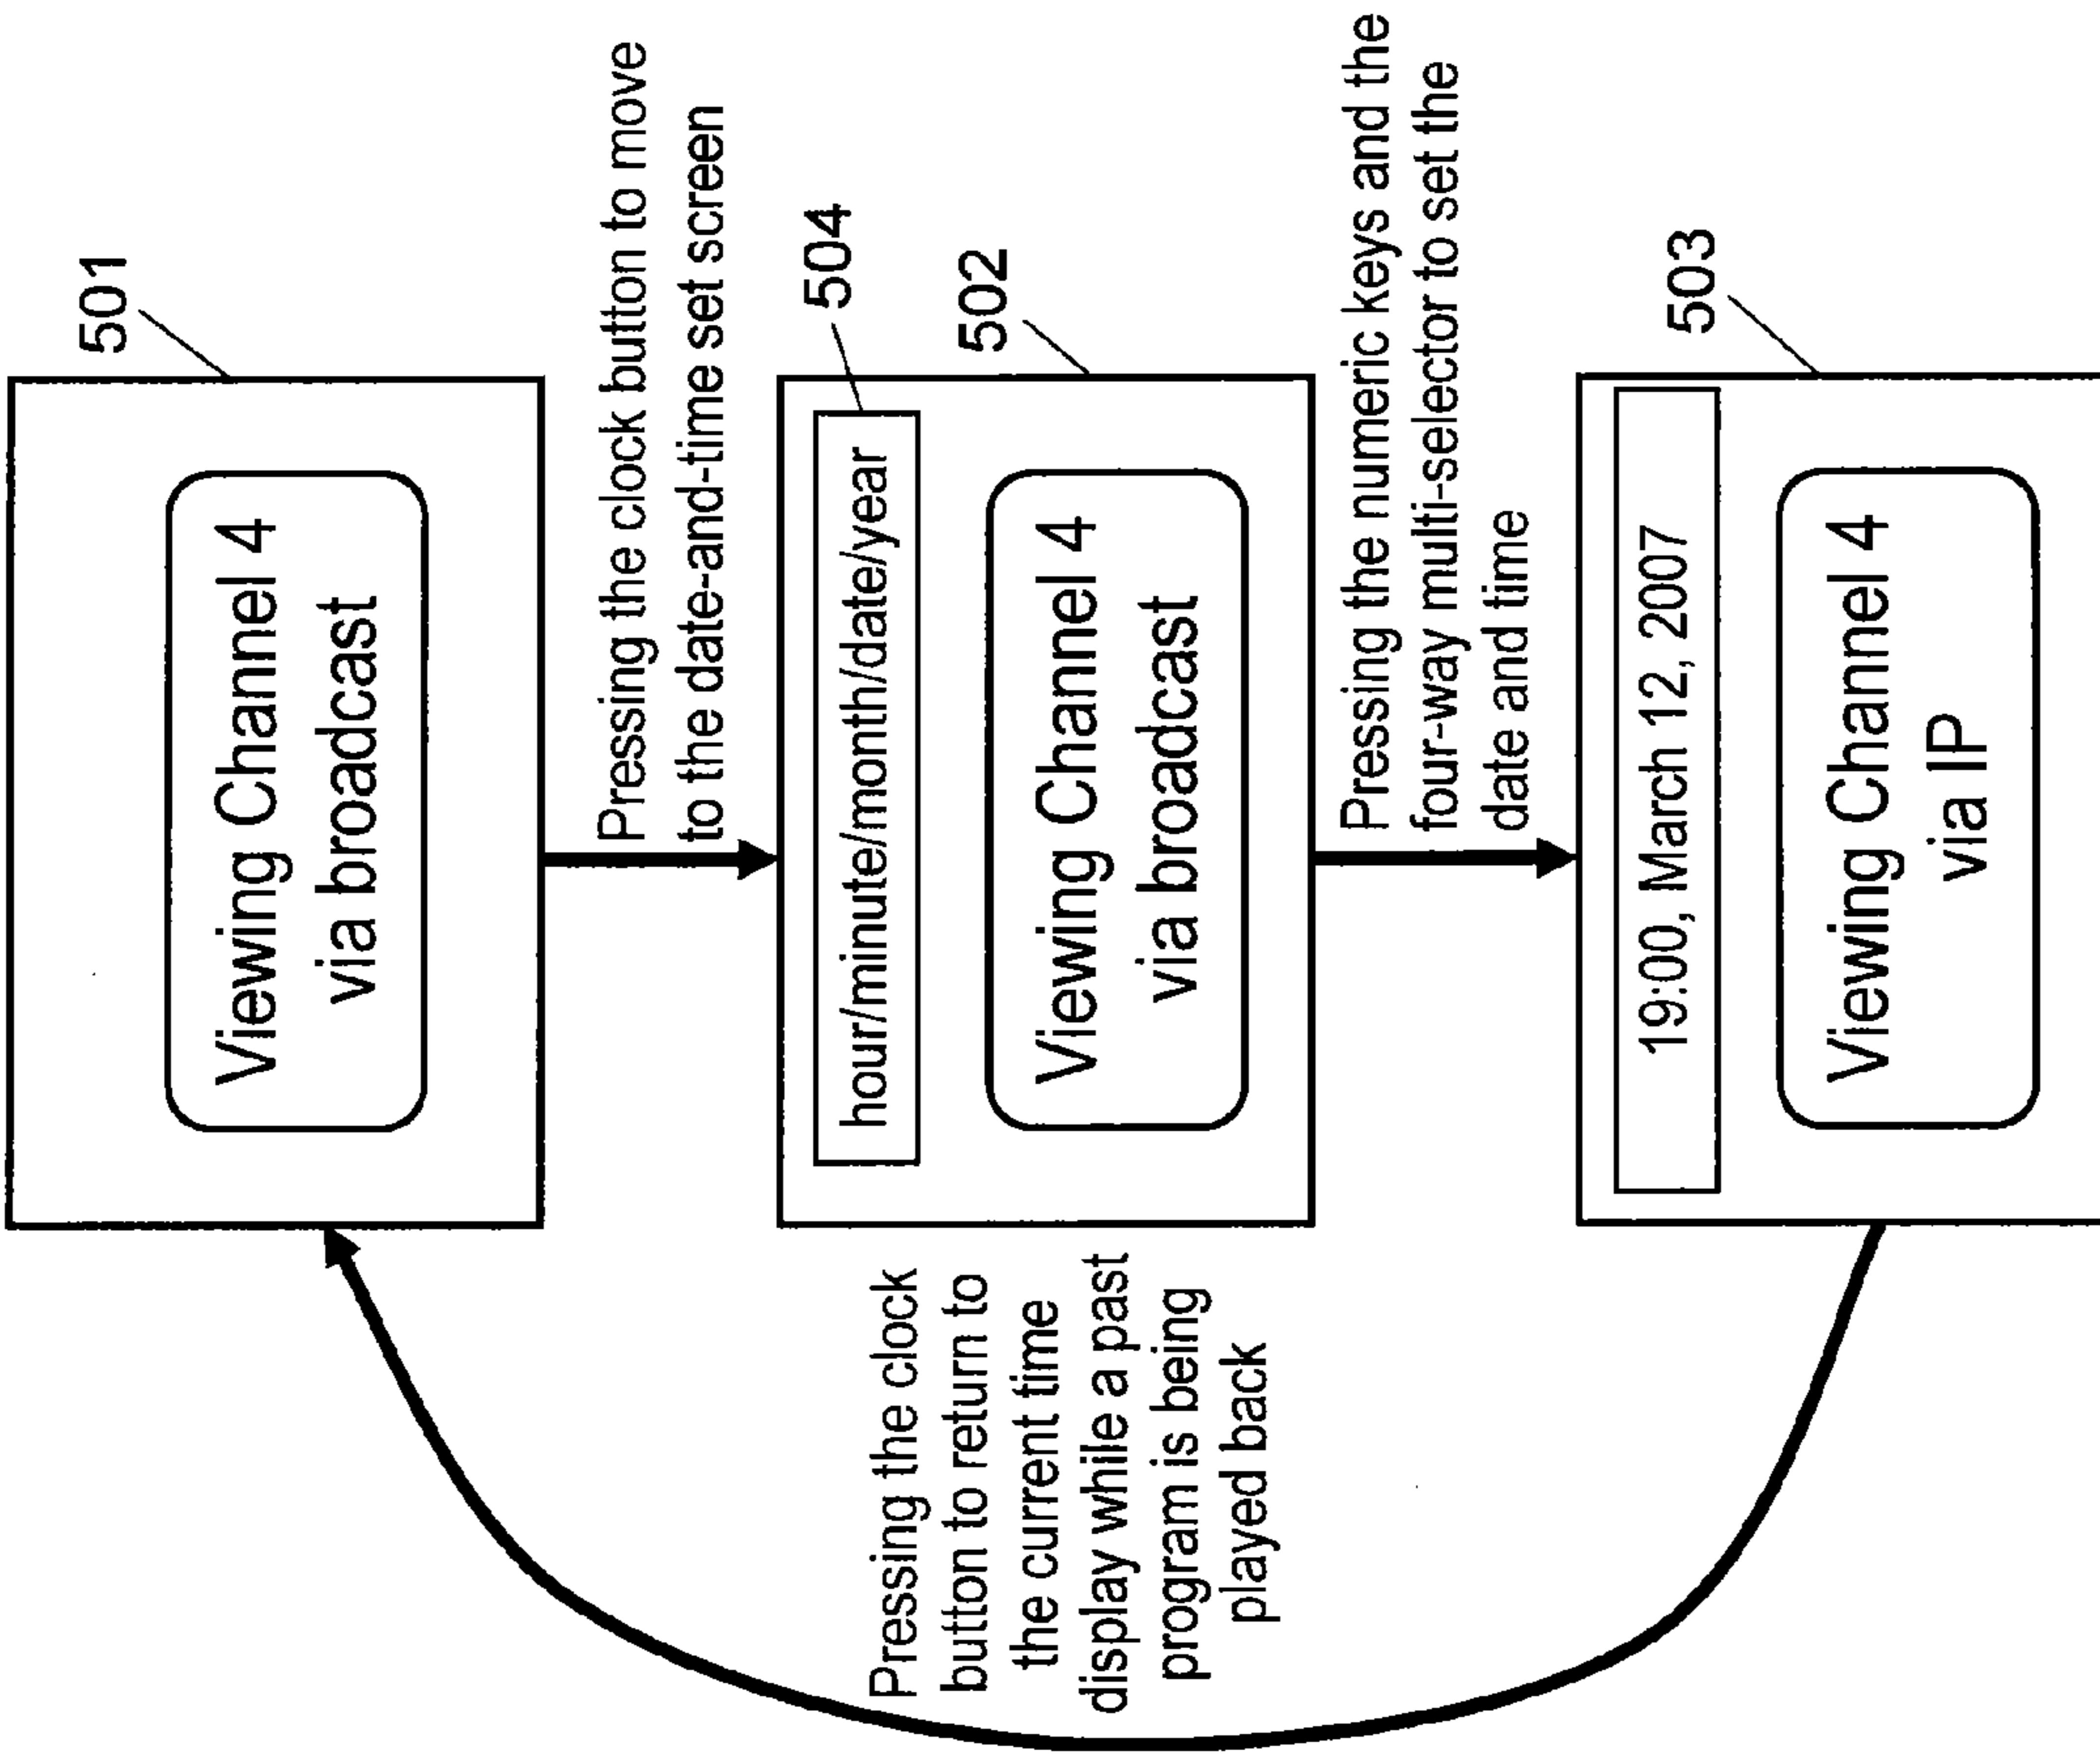 501
Viewing Channel 4
via broadcast
Pressing the clock button to move
to the date-and-time set screen
504
hour/minute/month/date/year
502
Viewing Channel 4
via broadcast
Pressing the clock
button to return to
the current time
display while a past
program is being
played back
Pressing the numeric keys and the
four-way multi-selector to set the
date and time
503
19:00, March 12, 2007
Viewing Channel 4
via IP